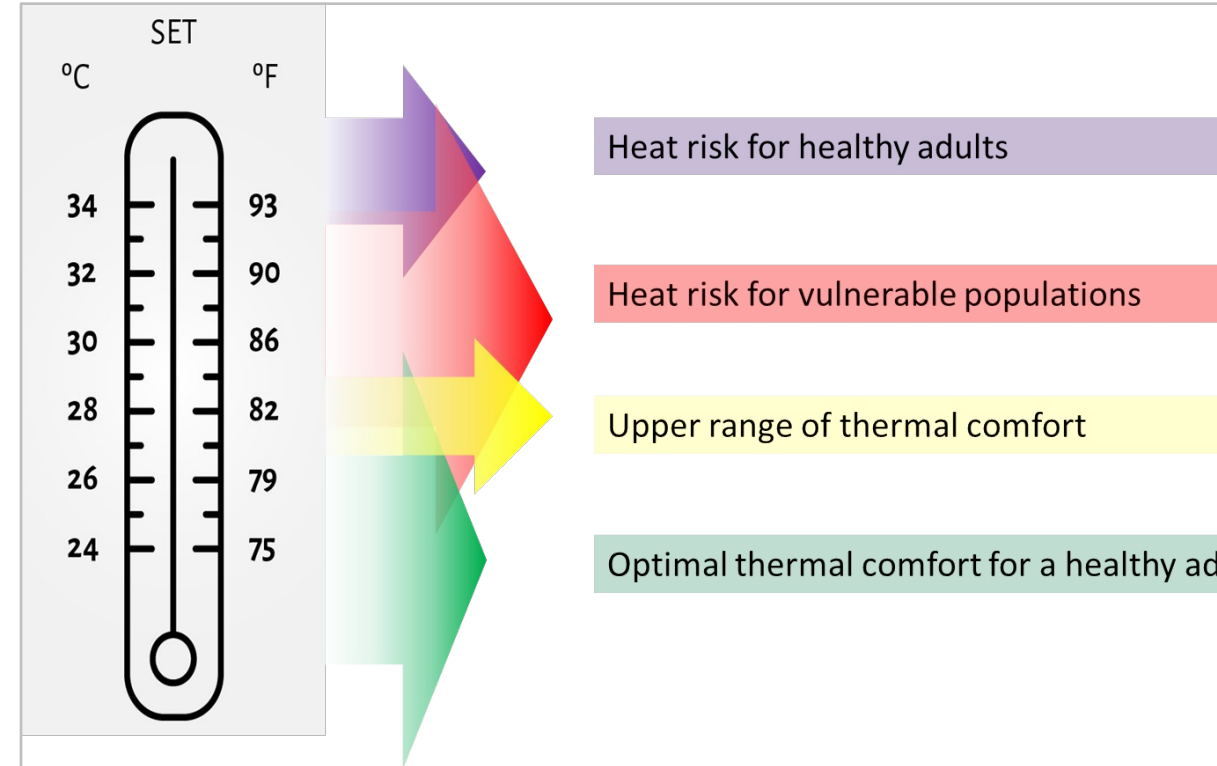 SET
ºC ºF
34 93
32 90
30 86
28 82
26 79
24 75
Heat risk for healthy adults
Heat risk for vulnerable populations
Upper range of thermal comfort
Optimal thermal comfort for a healthy